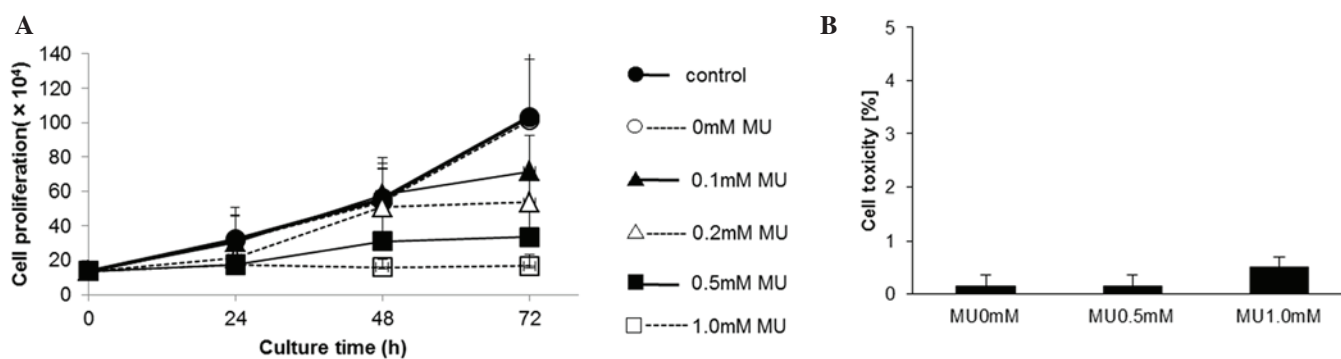 A
Cell proliferation( × 10⁴)
140
120
100
80
60
40
20
0
0 24 48 72
Culture time (h)
control
0mM MU
0.1mM MU
0.2mM MU
0.5mM MU
1.0mM MU
B
Cell toxicity [%]
5
4
3
2
1
0
MU0mM MU0.5mM MU1.0mM